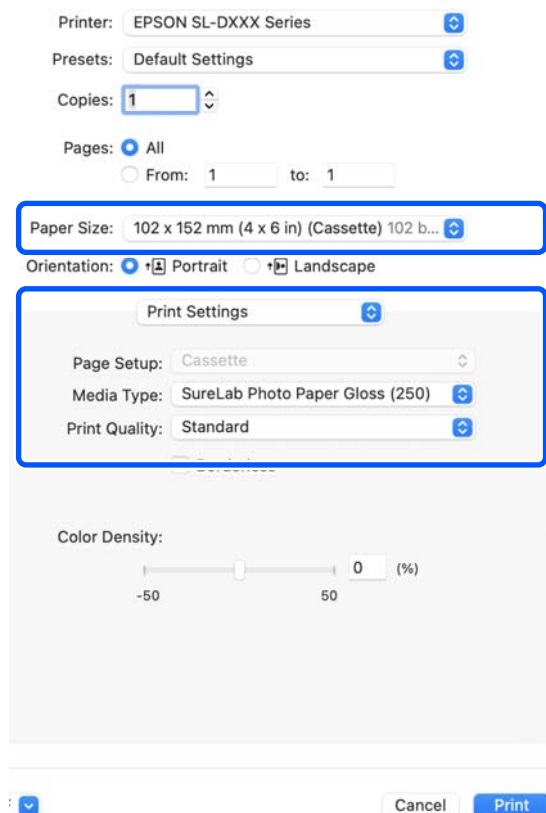 Printer: EPSON SL-DXXX Series
Presets: Default Settings
Copies: 1
Pages: All
From: 1 to: 1
Paper Size: 102 x 152 mm (4 x 6 in) (Cassette) 102 b...
Orientation: Portrait Landscape
Print Settings
Page Setup: Cassette
Media Type: SureLab Photo Paper Gloss (250)
Print Quality: Standard
Color Density:
0 (%)
-50 50
Cancel Print